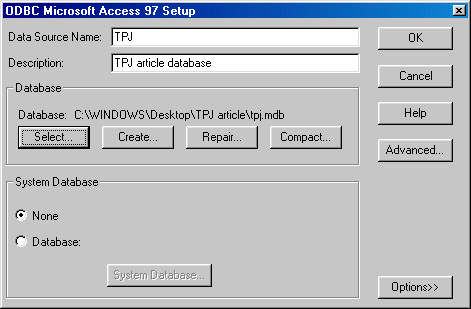 ODBC Microsoft Access 97 Setup
Data Source Name: TPJ
OK
Description: TPJ article database
Cancel
Database
Database: C:\WINDOWS\Desktop\TPJ article\tpj.mdb
Help
Select... Create... Repair... Compact...
Advanced...
System Database
None
Database:
System Database...
Options>>